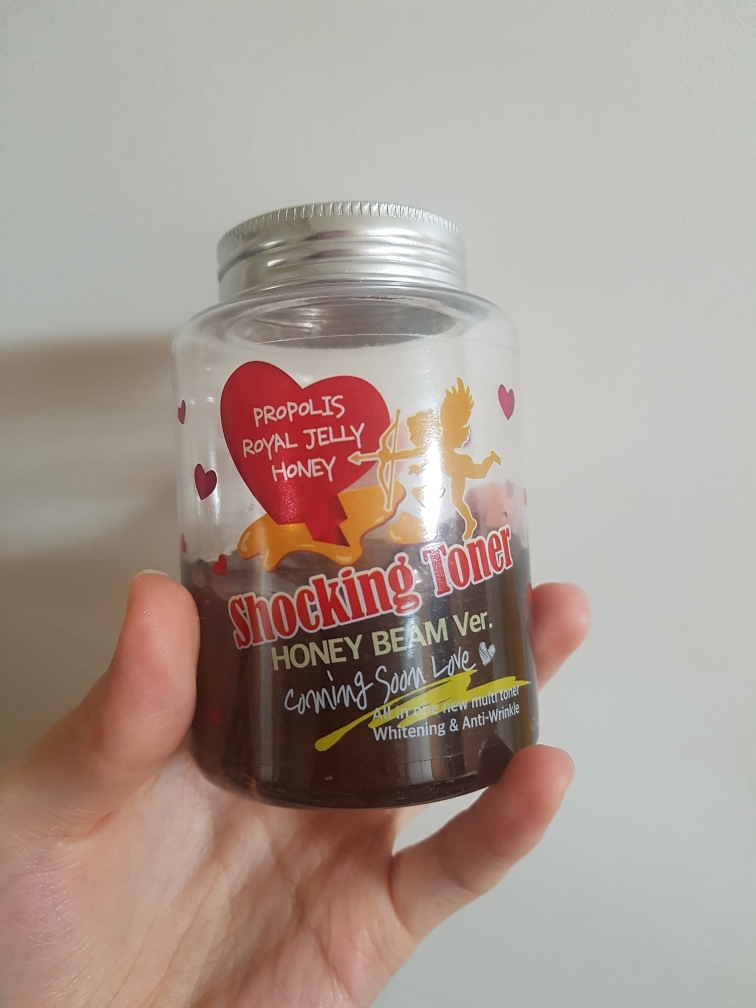 PROPOLIS
ROYAL JELLY
HONEY
Shocking Toner
HONEY BEAM Ver.
Coming Soon Love
All in one new multi toner
Whitening & Anti-Wrinkle